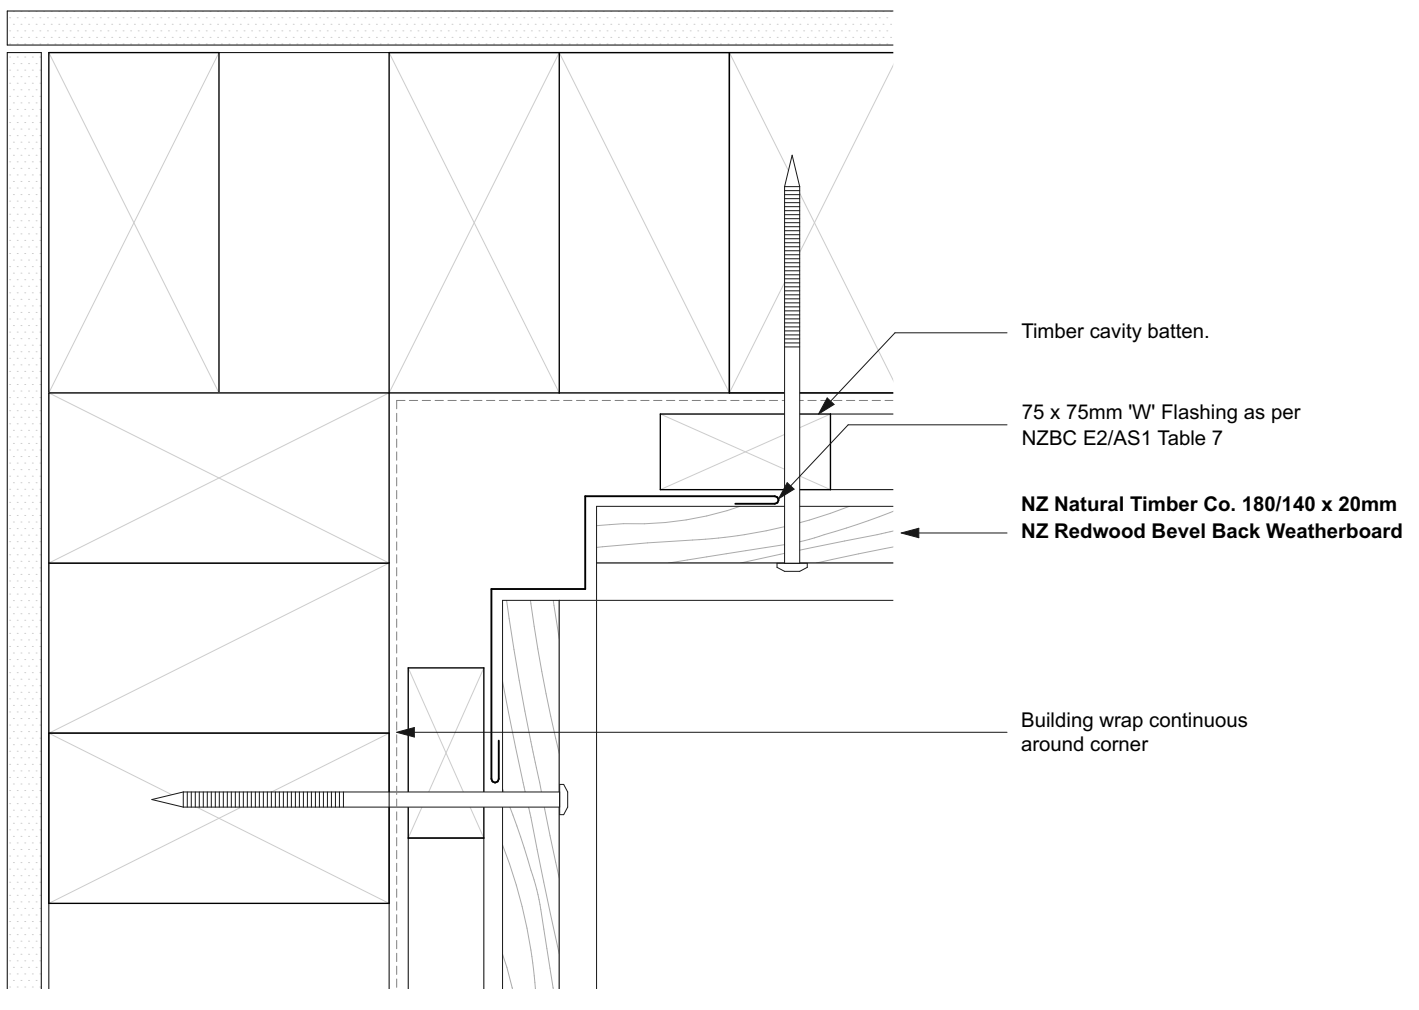 Timber cavity batten.
75 x 75mm 'W' Flashing as per
NZBC E2/AS1 Table 7
NZ Natural Timber Co. 180/140 x 20mm
NZ Redwood Bevel Back Weatherboard
Building wrap continuous
around corner